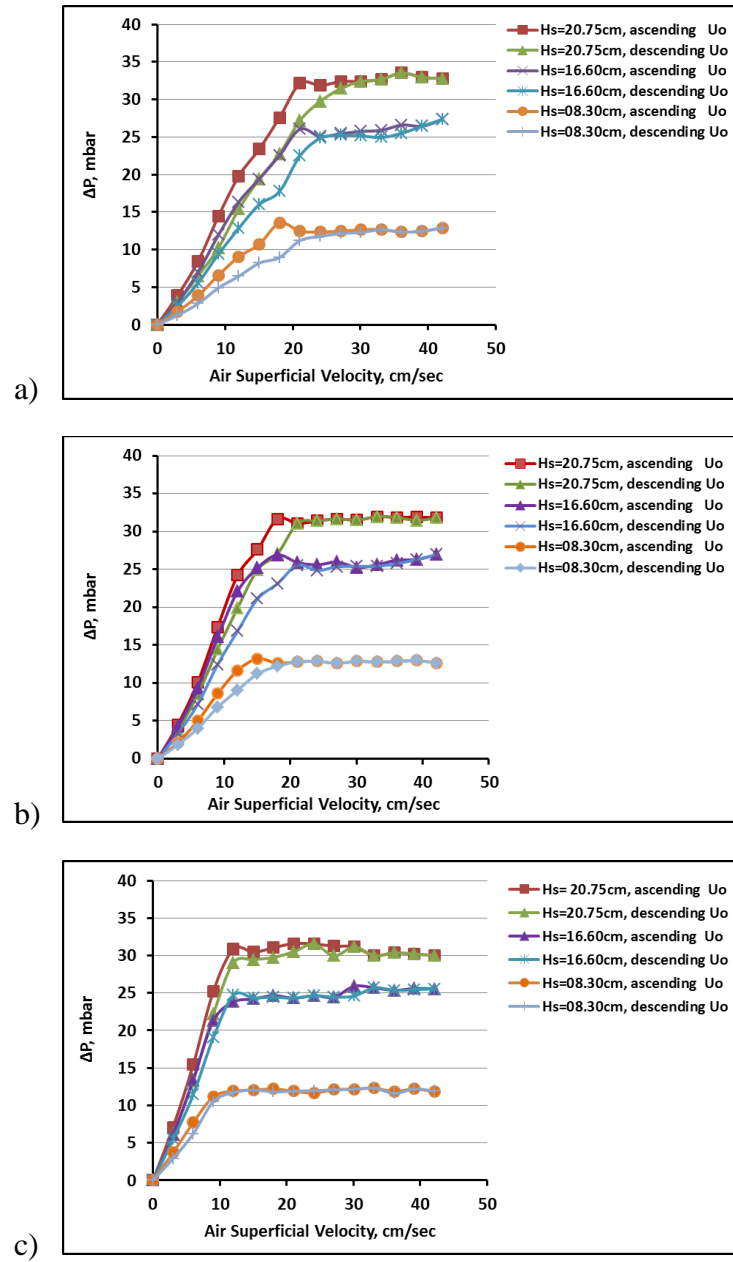 40
35
30
25
20
15
10
5
0
ΔP, mbar
0 10 20 30 40 50
Air Superficial Velocity, cm/sec
Hs=20.75cm, ascending Uo
Hs=20.75cm, descending Uo
Hs=16.60cm, ascending Uo
Hs=16.60cm, descending Uo
Hs=08.30cm, ascending Uo
Hs=08.30cm, descending Uo
a)
40
35
30
25
20
15
10
5
0
ΔP, mbar
0 10 20 30 40 50
Air Superficial Velocity, cm/sec
Hs=20.75cm, ascending Uo
Hs=20.75cm, descending Uo
Hs=16.60cm, ascending Uo
Hs=16.60cm, descending Uo
Hs=08.30cm, ascending Uo
Hs=08.30cm, descending Uo
b)
40
35
30
25
20
15
10
5
0
ΔP, mbar
0 10 20 30 40 50
Air Superficial Velocity, cm/sec
Hs= 20.75cm, ascending Uo
Hs=20.75cm, descending Uo
Hs=16.60cm, ascending Uo
Hs=16.60cm, descending Uo
Hs=08.30cm, ascending Uo
Hs=08.30cm, descending Uo
c)